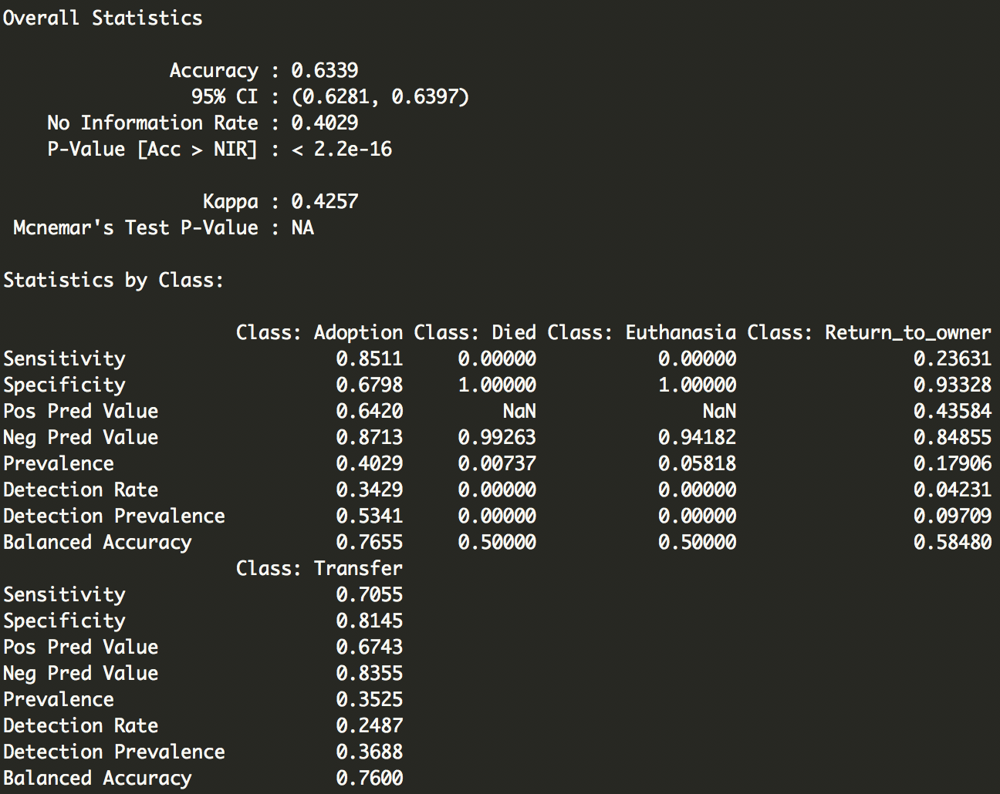 Overall Statistics
Accuracy : 0.6339
95% CI : (0.6281, 0.6397)
No Information Rate : 0.4029
P-Value [Acc > NIR] : < 2.2e-16
Kappa : 0.4257
Mcnemar's Test P-Value : NA
Statistics by Class:
Class: Adoption Class: Died Class: Euthanasia Class: Return_to_owner
Sensitivity 0.8511 0.00000 0.00000 0.23631
Specificity 0.6798 1.00000 1.00000 0.93328
Pos Pred Value 0.6420 NaN NaN 0.43584
Neg Pred Value 0.8713 0.99263 0.94182 0.84855
Prevalence 0.4029 0.00737 0.05818 0.17906
Detection Rate 0.3429 0.00000 0.00000 0.04231
Detection Prevalence 0.5341 0.00000 0.00000 0.09709
Balanced Accuracy 0.7655 0.50000 0.50000 0.58480
Class: Transfer
Sensitivity 0.7055
Specificity 0.8145
Pos Pred Value 0.6743
Neg Pred Value 0.8355
Prevalence 0.3525
Detection Rate 0.2487
Detection Prevalence 0.3688
Balanced Accuracy 0.7600